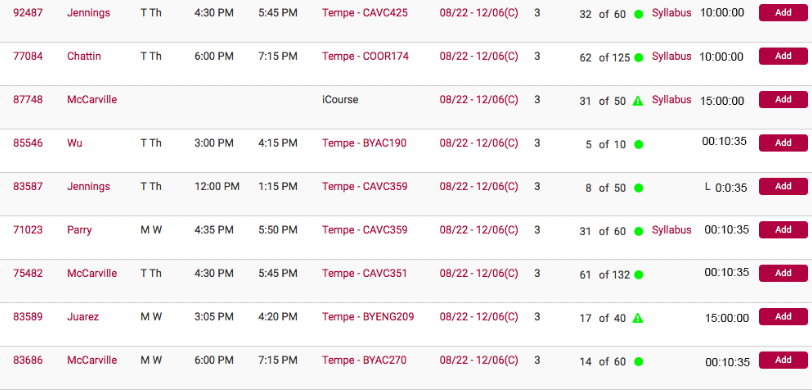 92487 Jennings T Th 4:30 PM 5:45 PM Tempe - CAVC425 08/22 - 12/06(C) 3 32 of 60 Syllabus 10:00:00 Add
77084 Chattin T Th 6:00 PM 7:15 PM Tempe - COOR174 08/22 - 12/06(C) 3 62 of 125 Syllabus 10:00:00 Add
87748 McCarville iCourse 08/22 - 12/06(C) 3 31 of 50 Syllabus 15:00:00 Add
85546 Wu T Th 3:00 PM 4:15 PM Tempe - BYAC190 08/22 - 12/06(C) 3 5 of 10 00:10:35 Add
83587 Jennings T Th 12:00 PM 1:15 PM Tempe - CAVC359 08/22 - 12/06(C) 3 8 of 50 L 0:0:35 Add
71023 Parry M W 4:35 PM 5:50 PM Tempe - CAVC359 08/22 - 12/06(C) 3 31 of 60 Syllabus 00:10:35 Add
75482 McCarville T Th 4:30 PM 5:45 PM Tempe - CAVC351 08/22 - 12/06(C) 3 61 of 132 00:10:35 Add
83589 Juarez M W 3:05 PM 4:20 PM Tempe - BYENG209 08/22 - 12/06(C) 3 17 of 40 15:00:00 Add
83686 McCarville M W 6:00 PM 7:15 PM Tempe - BYAC270 08/22 - 12/06(C) 3 14 of 60 00:10:35 Add